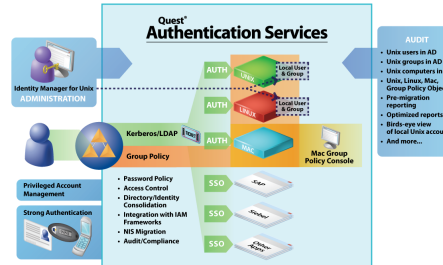 Quest®
Authentication Services
Identity Manager for Unix
ADMINISTRATION
AUTH
UNIX
Local User
& Group
AUTH
LINUX
Local User
& Group
Kerberos/LDAP
TICKET
AUTH
MAC
Mac Group
Policy Console
Group Policy
Privileged Account
Management
Strong Authentication
• Password Policy
• Access Control
• Directory/Identity
Consolidation
• Integration with IAM
Frameworks
• NIS Migration
• Audit/Compliance
SSO
SAP
SSO
Siebel
SSO
Other
Apps
AUDIT
• Unix users in AD
• Unix groups in AD
• Unix computers in
• Unix, Linux, Mac,
Group Policy Objec
• Pre-migration
reporting
• Optimized reports
• Birds-eye view
of local Unix accou
• And more...